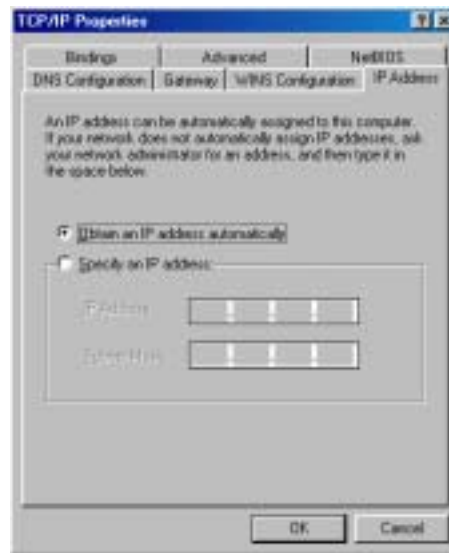 TCP/IP Properties
Bindings Advanced NetBIOS
DNS Configuration Gateway WINS Configuration IP Address
An IP address can be automatically assigned to this computer.
If your network does not automatically assign IP addresses, ask
your network administrator for an address, and then type it in
the space below.
Obtain an IP address automatically
Specify an IP address:
IP Address:
Subnet Mask:
OK Cancel